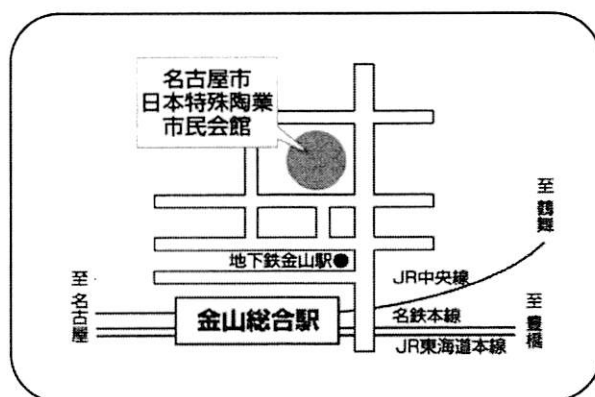 名古屋市
日本特殊陶業
市民会館
至 鶴舞
地下鉄金山駅
JR中央線
至 名古屋
金山総合駅
名鉄本線
至 豊橋
JR東海道本線